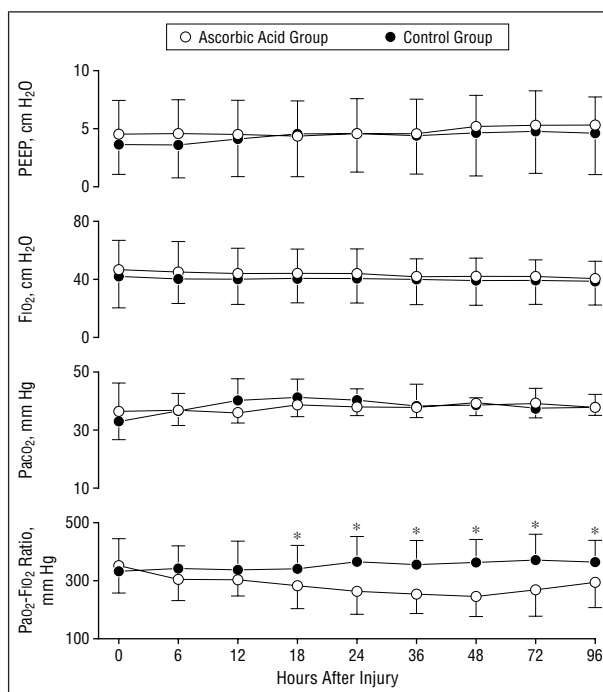 Ascorbic Acid Group Control Group
10
5
0
PEEP, cm H₂O
80
40
0
FIO₂, cm H₂O
50
30
10
PaCO₂, mm Hg
* * * * * *
500
300
100
PaO₂-FIO₂ Ratio,
mm Hg
0 6 12 18 24 36 48 72 96
Hours After Injury